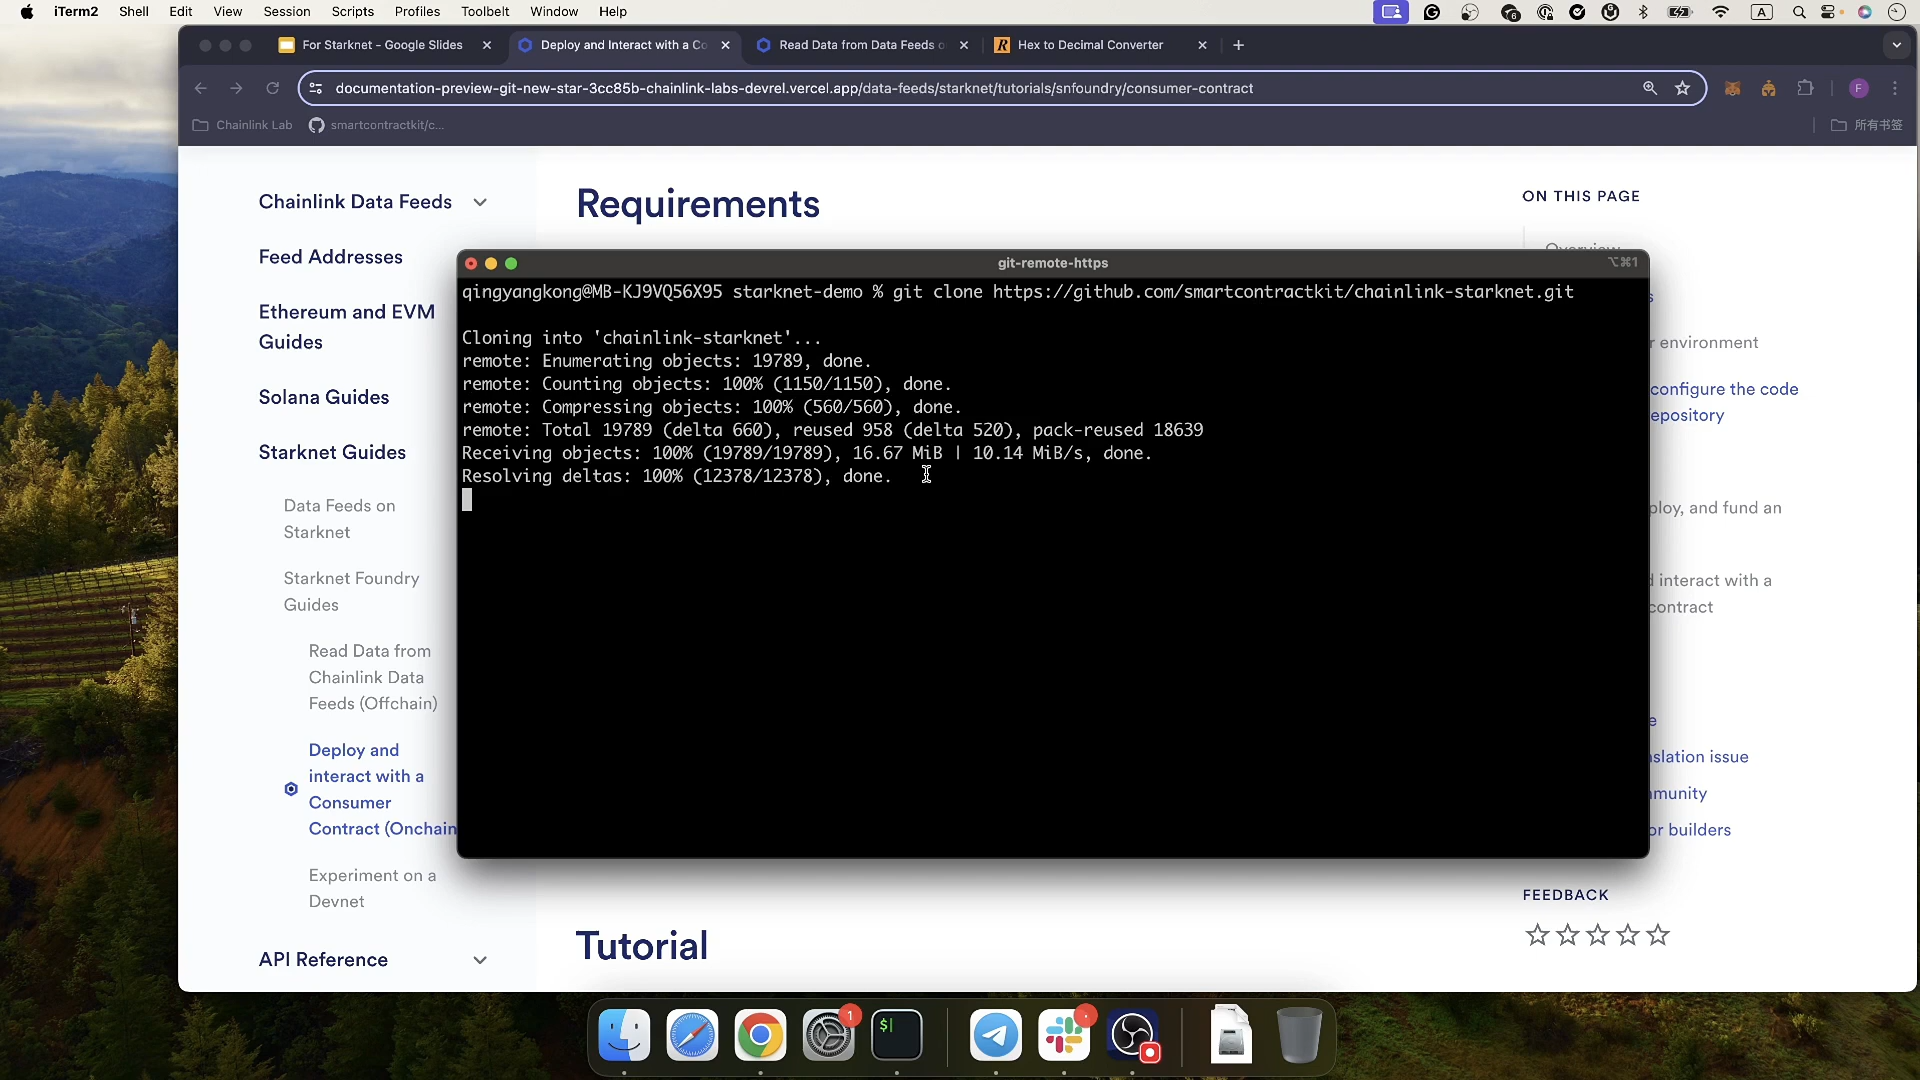 iTerm2 Shell Edit View Session Scripts Profiles Toolbelt Window Help
For Starknet - Google Slides
Deploy and Interact with a Co
Read Data from Data Feeds o
Hex to Decimal Converter
documentation-preview-git-new-star-3cc85b-chainlink-labs-devrel.vercel.app/data-feeds/starknet/tutorials/snfoundry/consumer-contract
Chainlink Lab
smartcontractkit/c...
所有书签
Chainlink Data Feeds
Feed Addresses
Ethereum and EVM
Guides
Solana Guides
Starknet Guides
Data Feeds on
Starknet
Starknet Foundry
Guides
Read Data from
Chainlink Data
Feeds (Offchain)
Deploy and
interact with a
Consumer
Contract (Onchain
Experiment on a
Devnet
API Reference
Requirements
git-remote-https
⌥⌘1
qingyangkong@MB-KJ9VQ56X95 starknet-demo % git clone https://github.com/smartcontractkit/chainlink-starknet.git
Cloning into 'chainlink-starknet'...
remote: Enumerating objects: 19789, done.
remote: Counting objects: 100% (1150/1150), done.
remote: Compressing objects: 100% (560/560), done.
remote: Total 19789 (delta 660), reused 958 (delta 520), pack-reused 18639
Receiving objects: 100% (19789/19789), 16.67 MiB | 10.14 MiB/s, done.
Resolving deltas: 100% (12378/12378), done.
Tutorial
ON THIS PAGE
Overview
s
r environment
configure the code
epository
ploy, and fund an
d interact with a
contract
e
slation issue
munity
or builders
FEEDBACK